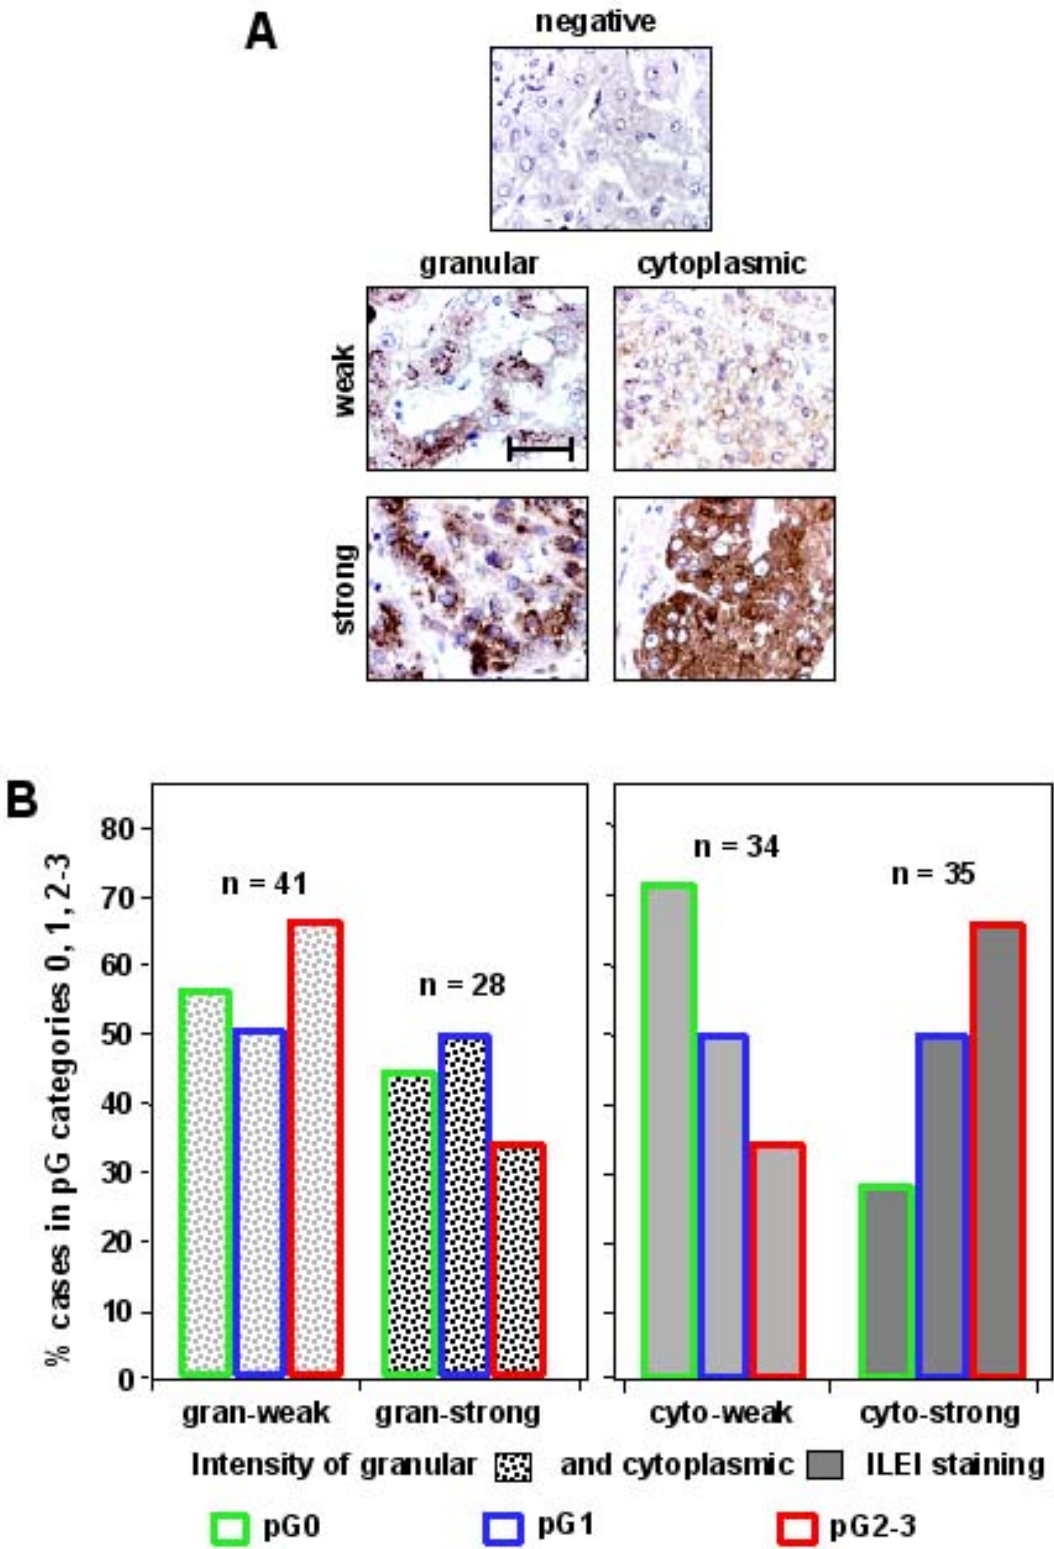 A
negative
granular cytoplasmic
weak
strong
B
% cases in pG categories 0, 1, 2-3
80
70
60
50
40
30
20
10
0
n = 41
n = 28
n = 34
n = 35
gran-weak gran-strong cyto-weak cyto-strong
Intensity of granular and cytoplasmic ILEI staining
pG0 pG1 pG2-3